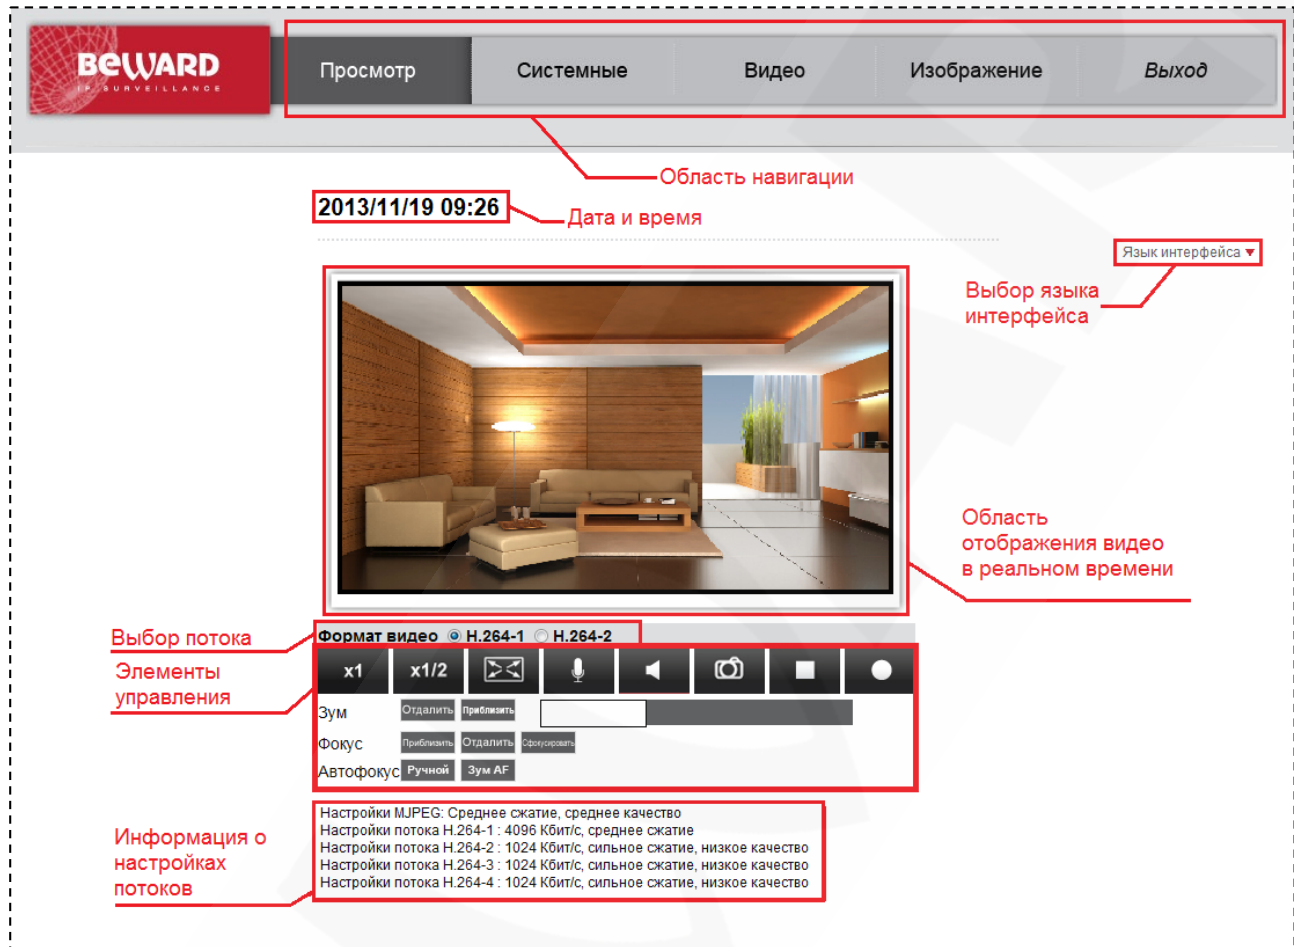 BEWARD
IP SURVEILLANCE
Просмотр
Системные
Видео
Изображение
Выход
Область навигации
2013/11/19 09:26
Дата и время
Язык интерфейса
Выбор языка
интерфейса
Область
отображения видео
в реальном времени
Выбор потока
Формат видео H.264-1 H.264-2
Элементы
управления
x1
x1/2
Зум
Отдалить
Приблизить
Фокус
Приблизить
Отдалить
Сфокусировать
Автофокус
Ручной
Зум AF
Информация о
настройках
потоков
Настройки MJPEG: Среднее сжатие, среднее качество
Настройки потока H.264-1 : 4096 Кбит/с, среднее сжатие
Настройки потока H.264-2 : 1024 Кбит/с, сильное сжатие, низкое качество
Настройки потока H.264-3 : 1024 Кбит/с, сильное сжатие, низкое качество
Настройки потока H.264-4 : 1024 Кбит/с, сильное сжатие, низкое качество